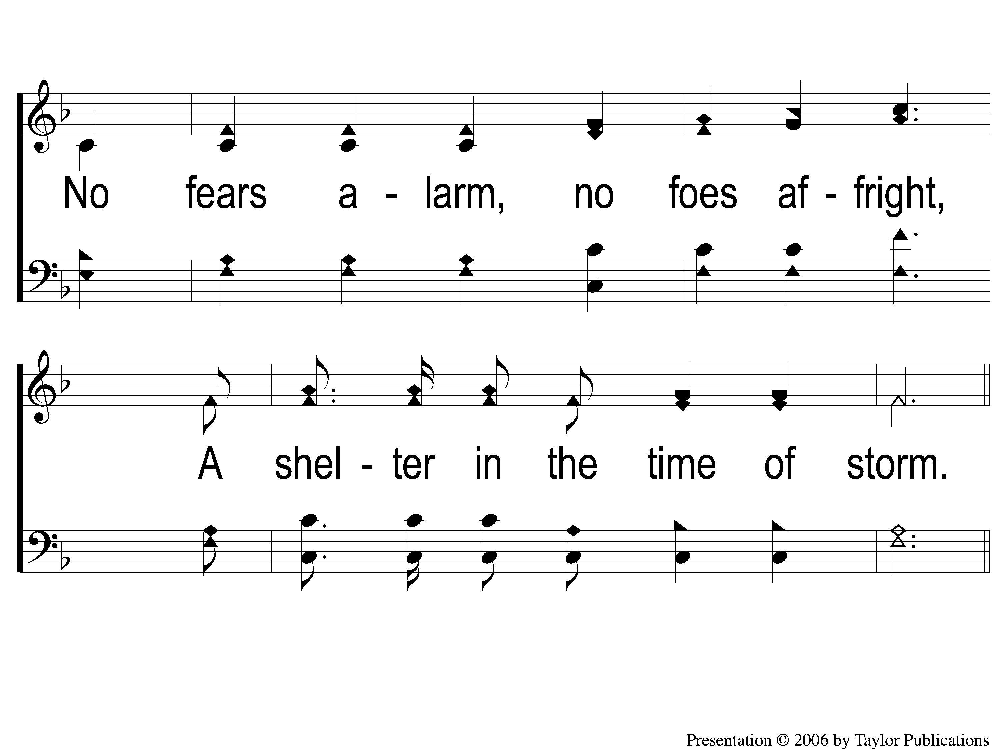 No fears a - larm, no foes af - fright,
A shel - ter in the time of storm.
Presentation © 2006 by Taylor Publications